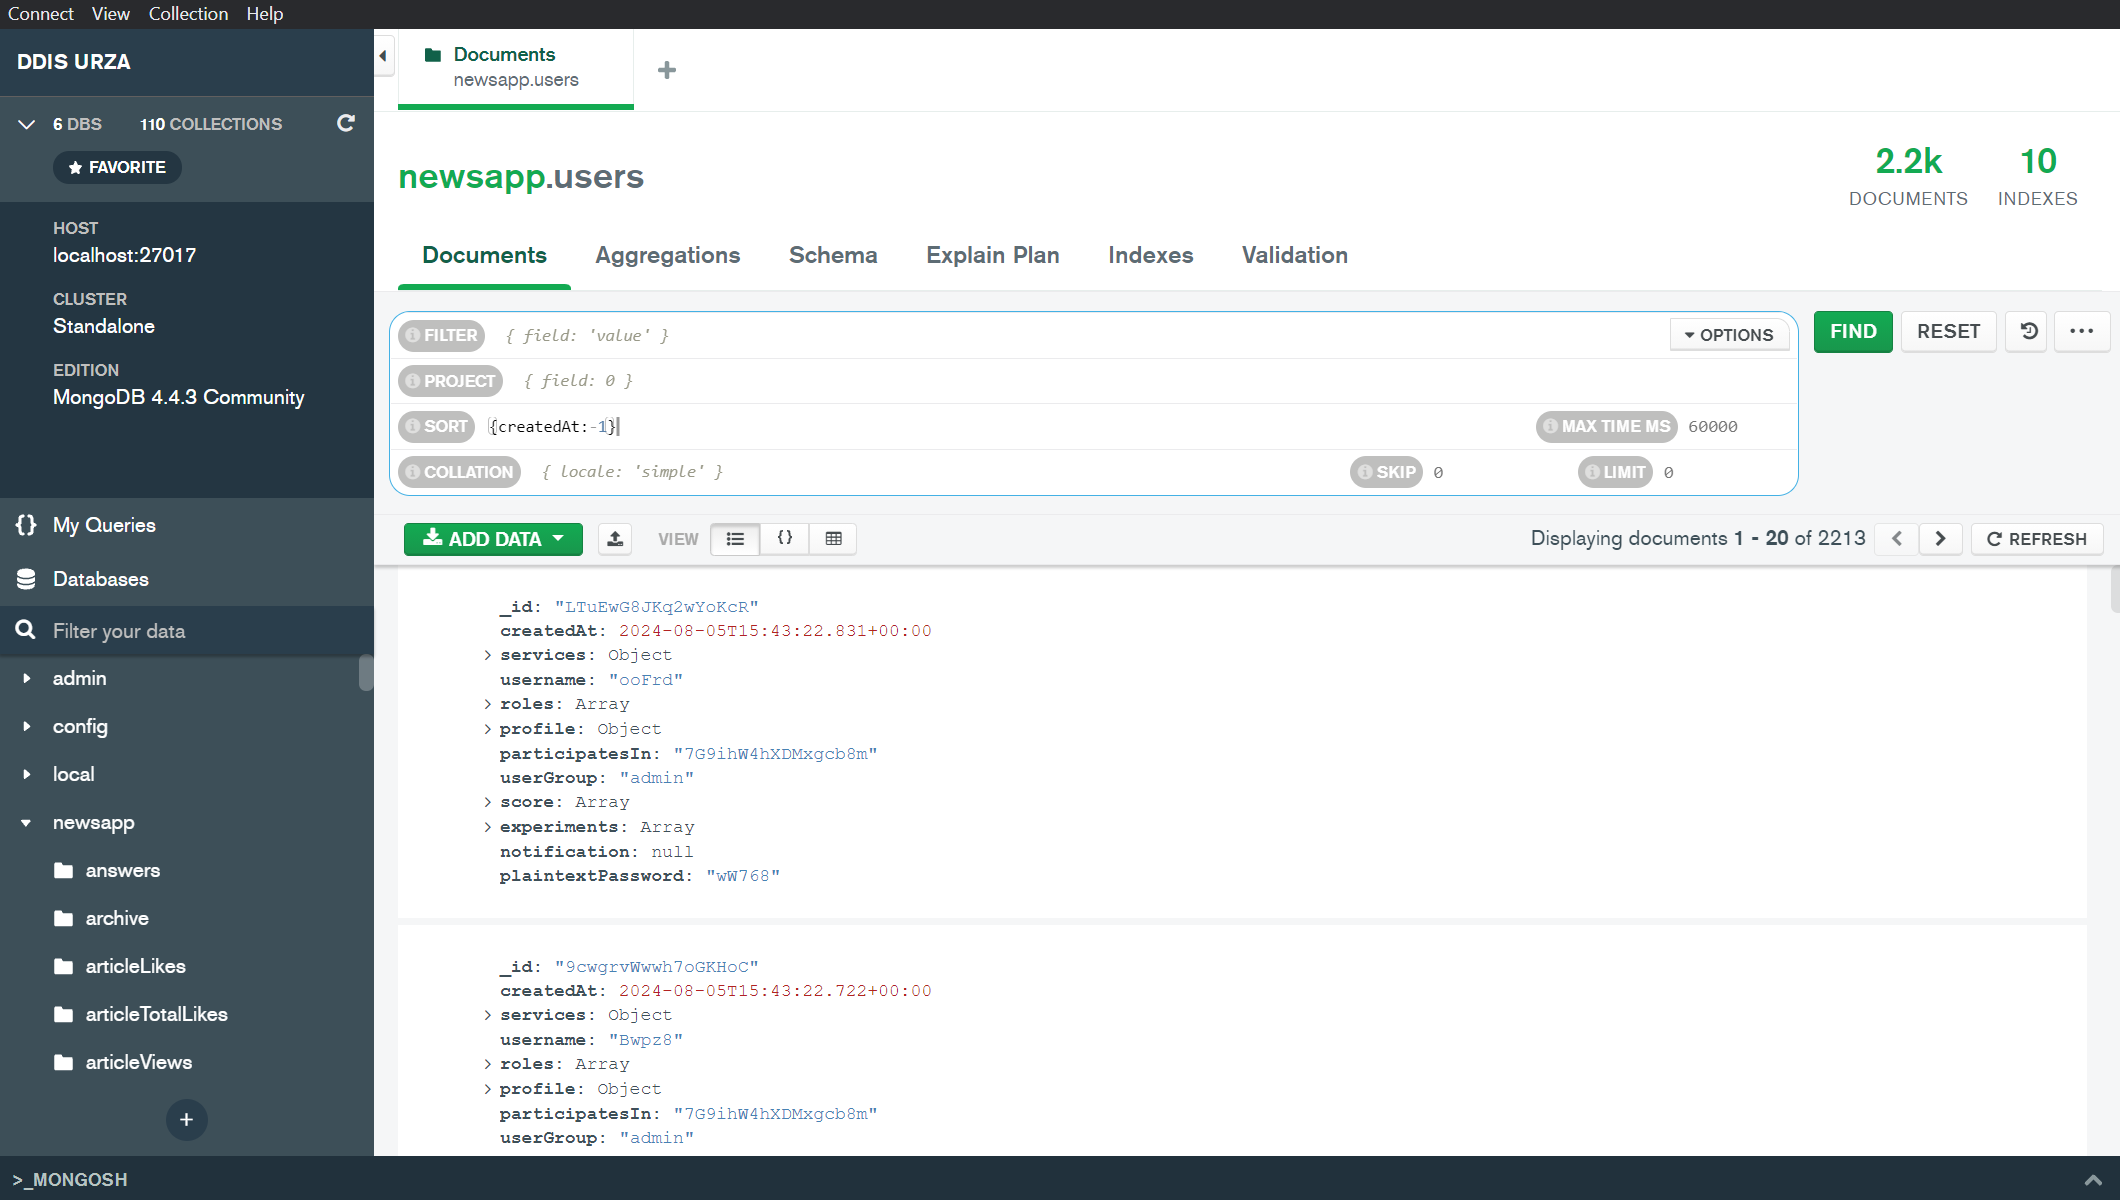 Connect View Collection Help
DDIS URZA
6 DBS 110 COLLECTIONS
FAVORITE
HOST
localhost:27017
CLUSTER
Standalone
EDITION
MongoDB 4.4.3 Community
My Queries
Databases
Filter your data
admin
config
local
newsapp
answers
archive
articleLikes
articleTotalLikes
articleViews
+
>_MONGOSH
Documents
newsapp.users
newsapp.users
2.2k
DOCUMENTS
10
INDEXES
Documents Aggregations Schema Explain Plan Indexes Validation
FILTER { field: 'value' } OPTIONS FIND RESET
PROJECT { field: 0 }
SORT {createdAt:-1} MAX TIME MS 60000
COLLATION { locale: 'simple' } SKIP 0 LIMIT 0
ADD DATA VIEW {} Displaying documents 1 - 20 of 2213 REFRESH
_id: "LTuEwG8JKq2wYoKcR"
createdAt: 2024-08-05T15:43:22.831+00:00
services: Object
username: "ooFrd"
roles: Array
profile: Object
participatesIn: "7G9ihW4hXDMxgcb8m"
userGroup: "admin"
score: Array
experiments: Array
notification: null
plaintextPassword: "wW768"
_id: "9cwgrvWwwh7oGKHoC"
createdAt: 2024-08-05T15:43:22.722+00:00
services: Object
username: "Bwpz8"
roles: Array
profile: Object
participatesIn: "7G9ihW4hXDMxgcb8m"
userGroup: "admin"